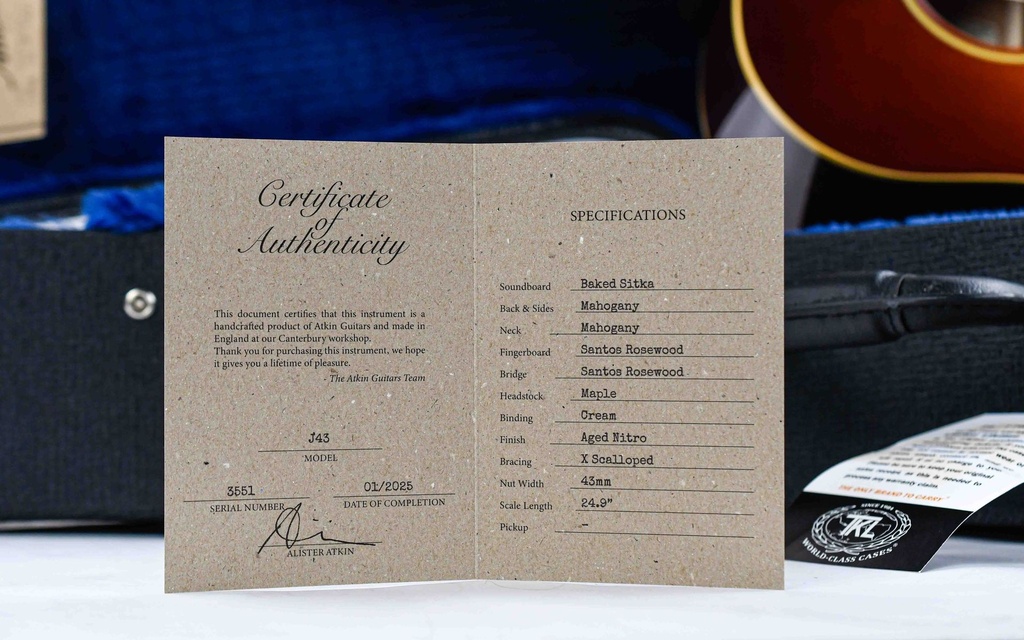 Certificate
of
Authenticity
This document certifies that this instrument is a
handcrafted product of Atkin Guitars and made in
England at our Canterbury workshop.
Thank you for purchasing this instrument, we hope
it gives you a lifetime of pleasure.
- The Atkin Guitars Team
J43
MODEL
3551
SERIAL NUMBER
01/2025
DATE OF COMPLETION
ALISTER ATKIN
SPECIFICATIONS
Soundboard Baked Sitka
Back & Sides Mahogany
Neck Mahogany
Fingerboard Santos Rosewood
Bridge Santos Rosewood
Headstock Maple
Binding Cream
Finish Aged Nitro
Bracing X Scalloped
Nut Width 43mm
Scale Length 24.9"
Pickup -
process any warranty claim.
THE ONLY BRAND TO CARRY
SINCE 1904
TKL
WORLD-CLASS CASES